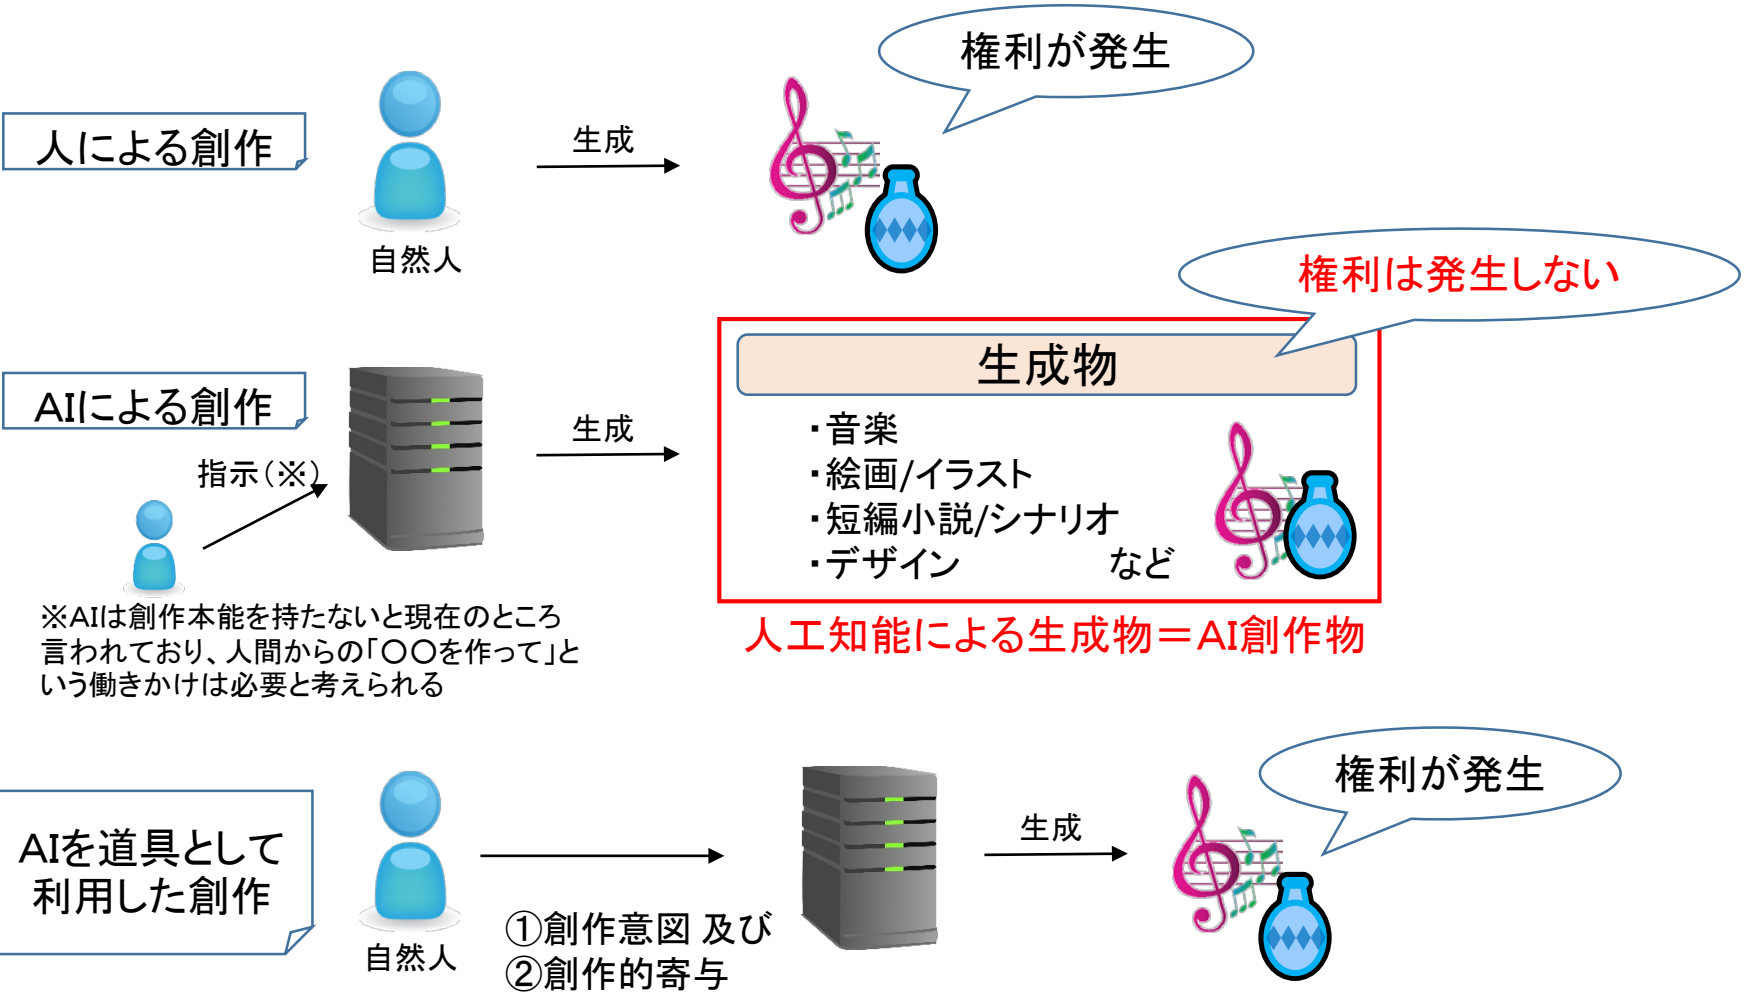 権利が発生
人による創作
生成
自然人
権利は発生しない
生成物
AIによる創作
生成
・音楽
・絵画/イラスト
・短編小説/シナリオ
・デザイン　　　　など
指示(※)
※AIは創作本能を持たないと現在のところ
言われており、人間からの「〇〇を作って」と
いう働きかけは必要と考えられる
人工知能による生成物＝AI創作物
権利が発生
AIを道具として
利用した創作
生成
自然人
①創作意図 及び
②創作的寄与